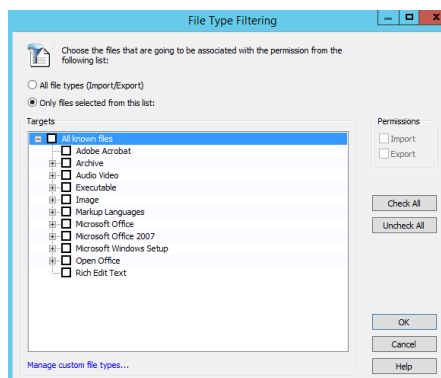 File Type Filtering
Choose the files that are going to be associated with the permission from the
following list:
All file types (Import/Export)
Only files selected from this list:
Targets
All known files
Adobe Acrobat
Archive
Audio Video
Executable
Image
Markup Languages
Microsoft Office
Microsoft Office 2007
Microsoft Windows Setup
Open Office
Rich Edit Text
Manage custom file types...
Permissions
Import
Export
Check All
Uncheck All
OK
Cancel
Help